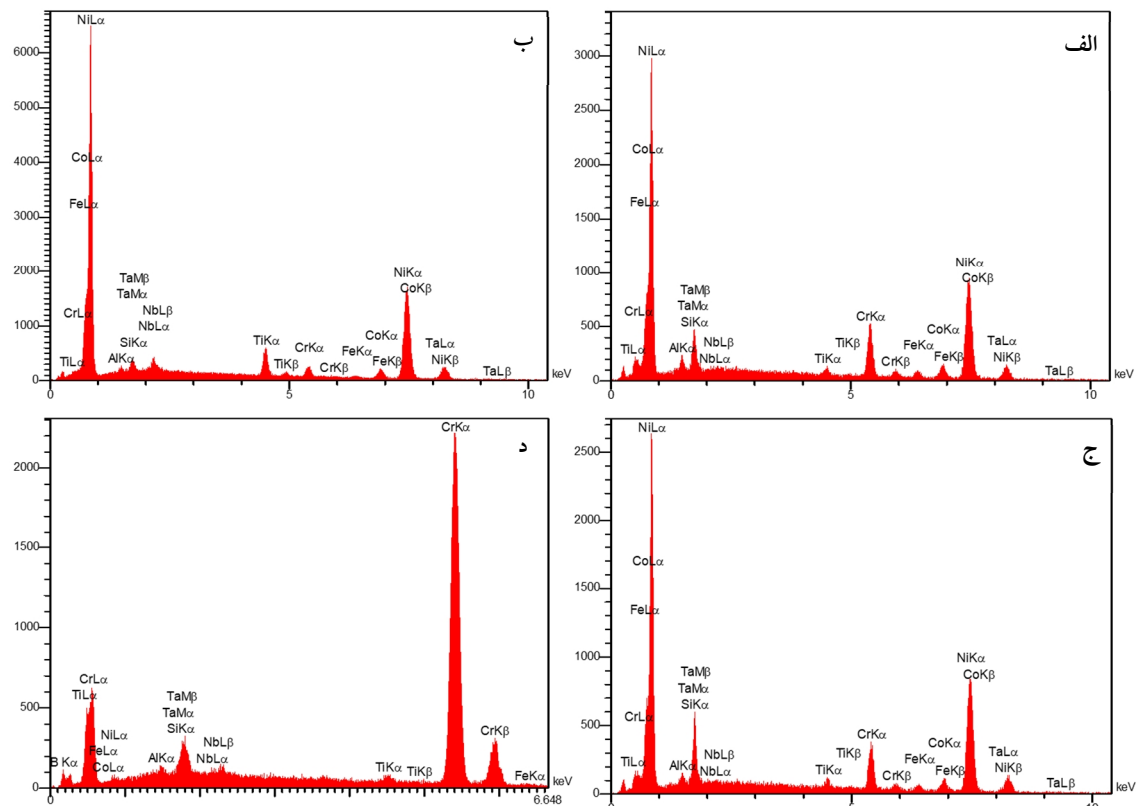 الف
NiLα
3000
2500
CoLα
2000
FeLα
1500
1000
500
0
CrLα
TiLα
TaMβ
TaMα
SiKα
AlKα
NbLβ
NbLα
CrKα
TiKβ
TiKα
CrKβ
FeKα
CoKα
FeKβ
NiKα
CoKβ
TaLα
NiKβ
TaLβ
keV
0 5 10
ب
NiLα
6000
5000
CoLα
4000
FeLα
3000
2000
1000
0
CrLα
TiLα
TaMβ
TaMα
SiKα
AlKα
NbLβ
NbLα
TiKα
TiKβ
CrKα
CrKβ
FeKα
CoKα
FeKβ
NiKα
CoKβ
TaLα
NiKβ
TaLβ
keV
0 5 10
ج
NiLα
2500
2000
CoLα
1500
FeLα
1000
500
0
CrLα
TiLα
TaMβ
TaMα
SiKα
AlKα
NbLβ
NbLα
CrKα
TiKβ
TiKα
CrKβ
FeKα
CoKα
FeKβ
NiKα
CoKβ
TaLα
NiKβ
TaLβ
keV
د
CrKα
2000
1500
1000
500
0
CrLα
TiLα
NiLα
FeLα
CoLα
B Kα
TaMβ
TaMα
SiKα
AlKα
NbLβ
NbLα
TiKα
TiKβ
CrKβ
FeKα
keV
0 6.648